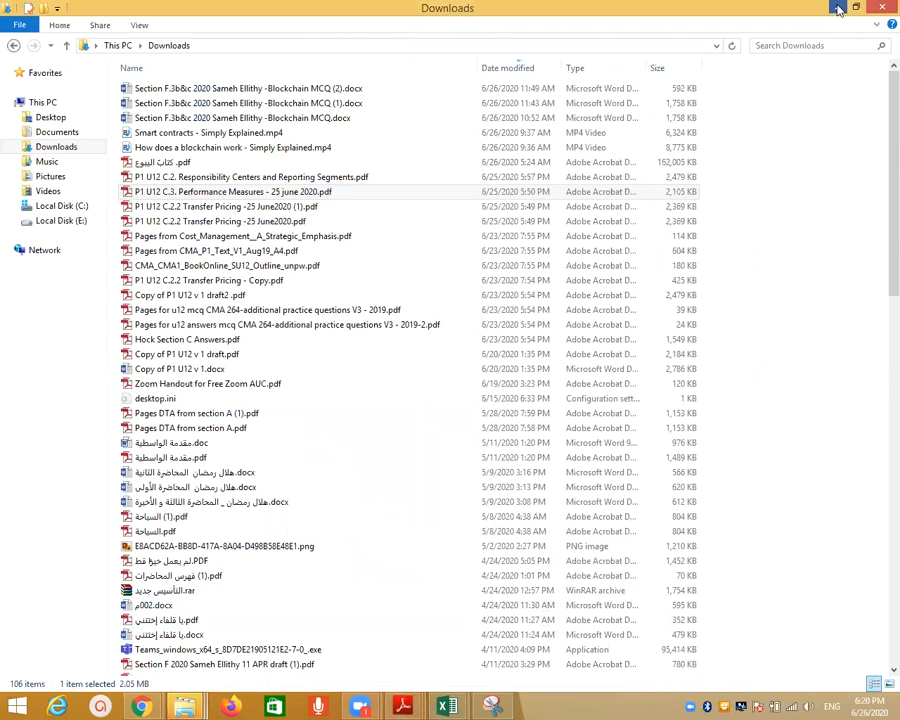 Downloads
File Home Share View
This PC Downloads
Search Downloads
Name Date modified Type Size
Favorites
This PC
Desktop
Documents
Downloads
Music
Pictures
Videos
Local Disk (C:)
Local Disk (E:)
Network
Section F.3b&c 2020 Sameh Ellithy -Blockchain MCQ (2).docx 6/26/2020 11:49 AM Microsoft Word D... 592 KB
Section F.3b&c 2020 Sameh Ellithy -Blockchain MCQ (1).docx 6/26/2020 11:43 AM Microsoft Word D... 1,758 KB
Section F.3b&c 2020 Sameh Ellithy -Blockchain MCQ.docx 6/26/2020 10:52 AM Microsoft Word D... 1,758 KB
Smart contracts - Simply Explained.mp4 6/26/2020 9:37 AM MP4 Video 6,324 KB
How does a blockchain work - Simply Explained.mp4 6/26/2020 9:36 AM MP4 Video 8,775 KB
كتاب البيوع .pdf 6/26/2020 5:24 AM Adobe Acrobat D... 162,005 KB
P1 U12 C.2. Responsibility Centers and Reporting Segments.pdf 6/25/2020 5:57 PM Adobe Acrobat D... 2,479 KB
P1 U12 C.3. Performance Measures - 25 june 2020.pdf 6/25/2020 5:50 PM Adobe Acrobat D... 2,105 KB
P1 U12 C.2.2 Transfer Pricing -25 June2020 (1).pdf 6/25/2020 5:49 PM Adobe Acrobat D... 2,369 KB
P1 U12 C.2.2 Transfer Pricing -25 June2020.pdf 6/25/2020 5:49 PM Adobe Acrobat D... 2,369 KB
Pages from Cost_Management__A_Strategic_Emphasis.pdf 6/23/2020 7:55 PM Adobe Acrobat D... 114 KB
Pages from CMA_P1_Text_V1_Aug19_A4.pdf 6/23/2020 7:55 PM Adobe Acrobat D... 604 KB
CMA_CMA1_BookOnline_SU12_Outline_unpw.pdf 6/23/2020 7:55 PM Adobe Acrobat D... 180 KB
P1 U12 C.2.2 Transfer Pricing - Copy.pdf 6/23/2020 7:54 PM Adobe Acrobat D... 425 KB
Copy of P1 U12 v 1 draft2 .pdf 6/23/2020 5:54 PM Adobe Acrobat D... 2,479 KB
Pages for u12 mcq CMA 264-additional practice questions V3 - 2019.pdf 6/23/2020 5:54 PM Adobe Acrobat D... 39 KB
Pages for u12 answers mcq CMA 264-additional practice questions V3 - 2019-2.pdf 6/23/2020 5:54 PM Adobe Acrobat D... 24 KB
Hock Section C Answers.pdf 6/23/2020 5:54 PM Adobe Acrobat D... 1,549 KB
Copy of P1 U12 v 1 draft.pdf 6/20/2020 1:35 PM Adobe Acrobat D... 2,184 KB
Copy of P1 U12 v 1.docx 6/20/2020 1:35 PM Microsoft Word D... 2,786 KB
Zoom Handout for Free Zoom AUC.pdf 6/19/2020 3:23 PM Adobe Acrobat D... 120 KB
desktop.ini 6/15/2020 6:33 PM Configuration sett... 1 KB
Pages DTA from section A (1).pdf 5/28/2020 7:59 PM Adobe Acrobat D... 1,153 KB
Pages DTA from section A.pdf 5/28/2020 7:58 PM Adobe Acrobat D... 1,153 KB
مقدمة الواسطية.doc 5/11/2020 1:20 PM Microsoft Word 9... 976 KB
مقدمة الواسطية.pdf 5/11/2020 1:20 PM Adobe Acrobat D... 458 KB
هلال رمضان المحاضرة الثانية.docx 5/9/2020 3:16 PM Microsoft Word D... 566 KB
هلال رمضان_ المحاضرة الأولى.docx 5/9/2020 3:13 PM Microsoft Word D... 620 KB
هلال رمضان _ المحاضرة الثالثة و الأخيرة.docx 5/9/2020 3:08 PM Microsoft Word D... 612 KB
السياحة (1).pdf 5/8/2020 4:38 AM Adobe Acrobat D... 804 KB
السياحة.pdf 5/8/2020 4:38 AM Adobe Acrobat D... 804 KB
E8ACD62A-BB8D-417A-8A04-D498B58E48E1.png 5/2/2020 2:27 PM PNG image 1,210 KB
لم يعمل خيرًا قط.PDF 4/24/2020 5:05 PM Adobe Acrobat D... 1,452 KB
فهرس المحاضرات (1).pdf 4/24/2020 1:01 PM Adobe Acrobat D... 70 KB
التأسيس جديد.rar 4/24/2020 12:57 PM WinRAR archive 1,754 KB
م002.docx 4/24/2020 11:30 AM Microsoft Word D... 595 KB
يا قلفاء إختتني.pdf 4/24/2020 11:27 AM Adobe Acrobat D... 352 KB
يا قلفاء إختتني.docx 4/24/2020 11:24 AM Microsoft Word D... 479 KB
Teams_windows_x64_s_8D7DE21905121E2-7-0_.exe 4/11/2020 4:09 PM Application 95,414 KB
Section F 2020 Sameh Ellithy 11 APR draft (1).pdf 4/11/2020 3:29 PM Adobe Acrobat D... 780 KB
106 items 1 item selected 2.05 MB
ENG
6:20 PM
6/26/2020